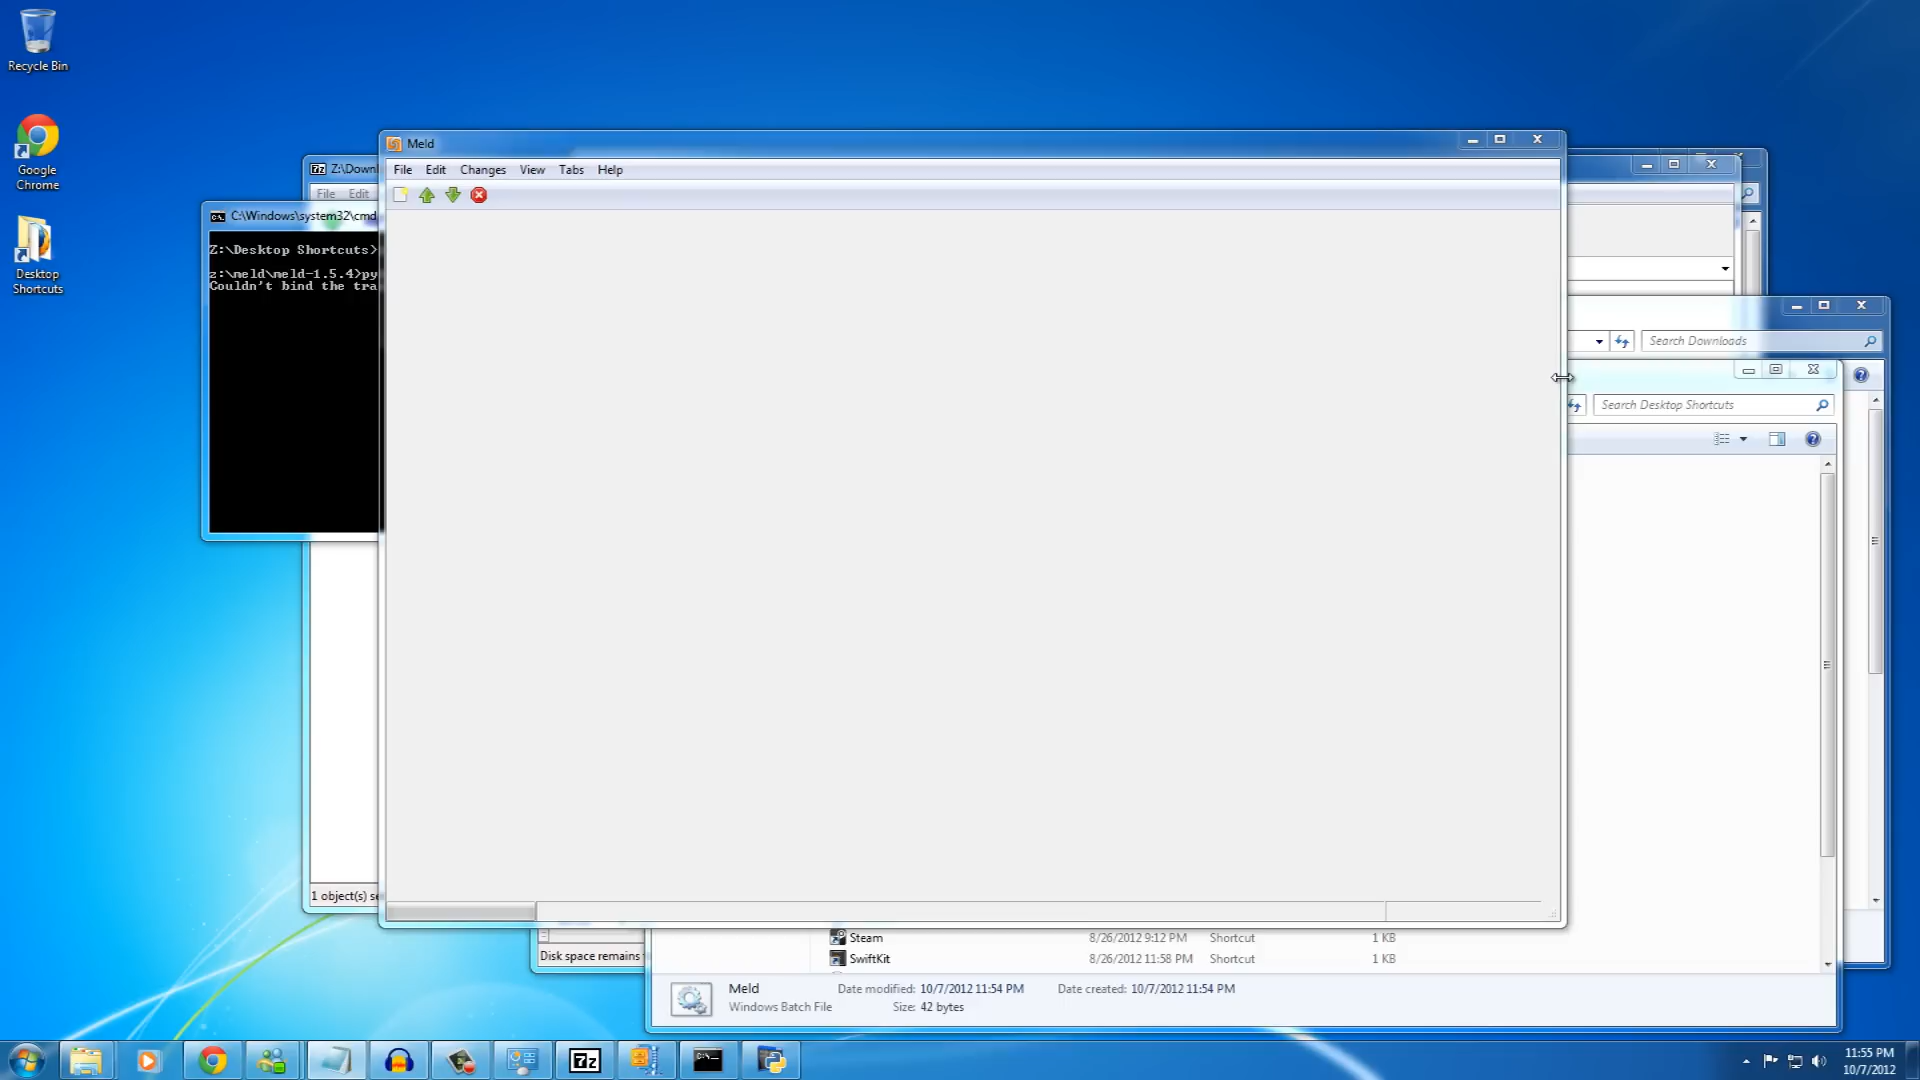 Recycle Bin
Google
Chrome
Desktop
Shortcuts
Meld
File Edit Changes View Tabs Help
Z:\Downl
File Edit
C:\Windows\system32\cmd
Z:\Desktop Shortcuts>
z:\meld\meld-1.5.4>py
Couldn't bind the tra
Search Downloads
Search Desktop Shortcuts
1 object(s) se
Steam 8/26/2012 9:12 PM Shortcut 1 KB
SwiftKit 8/26/2012 11:58 PM Shortcut 1 KB
Disk space remains
Meld Date modified: 10/7/2012 11:54 PM Date created: 10/7/2012 11:54 PM
Windows Batch File Size: 42 bytes
7z
11:55 PM
10/7/2012